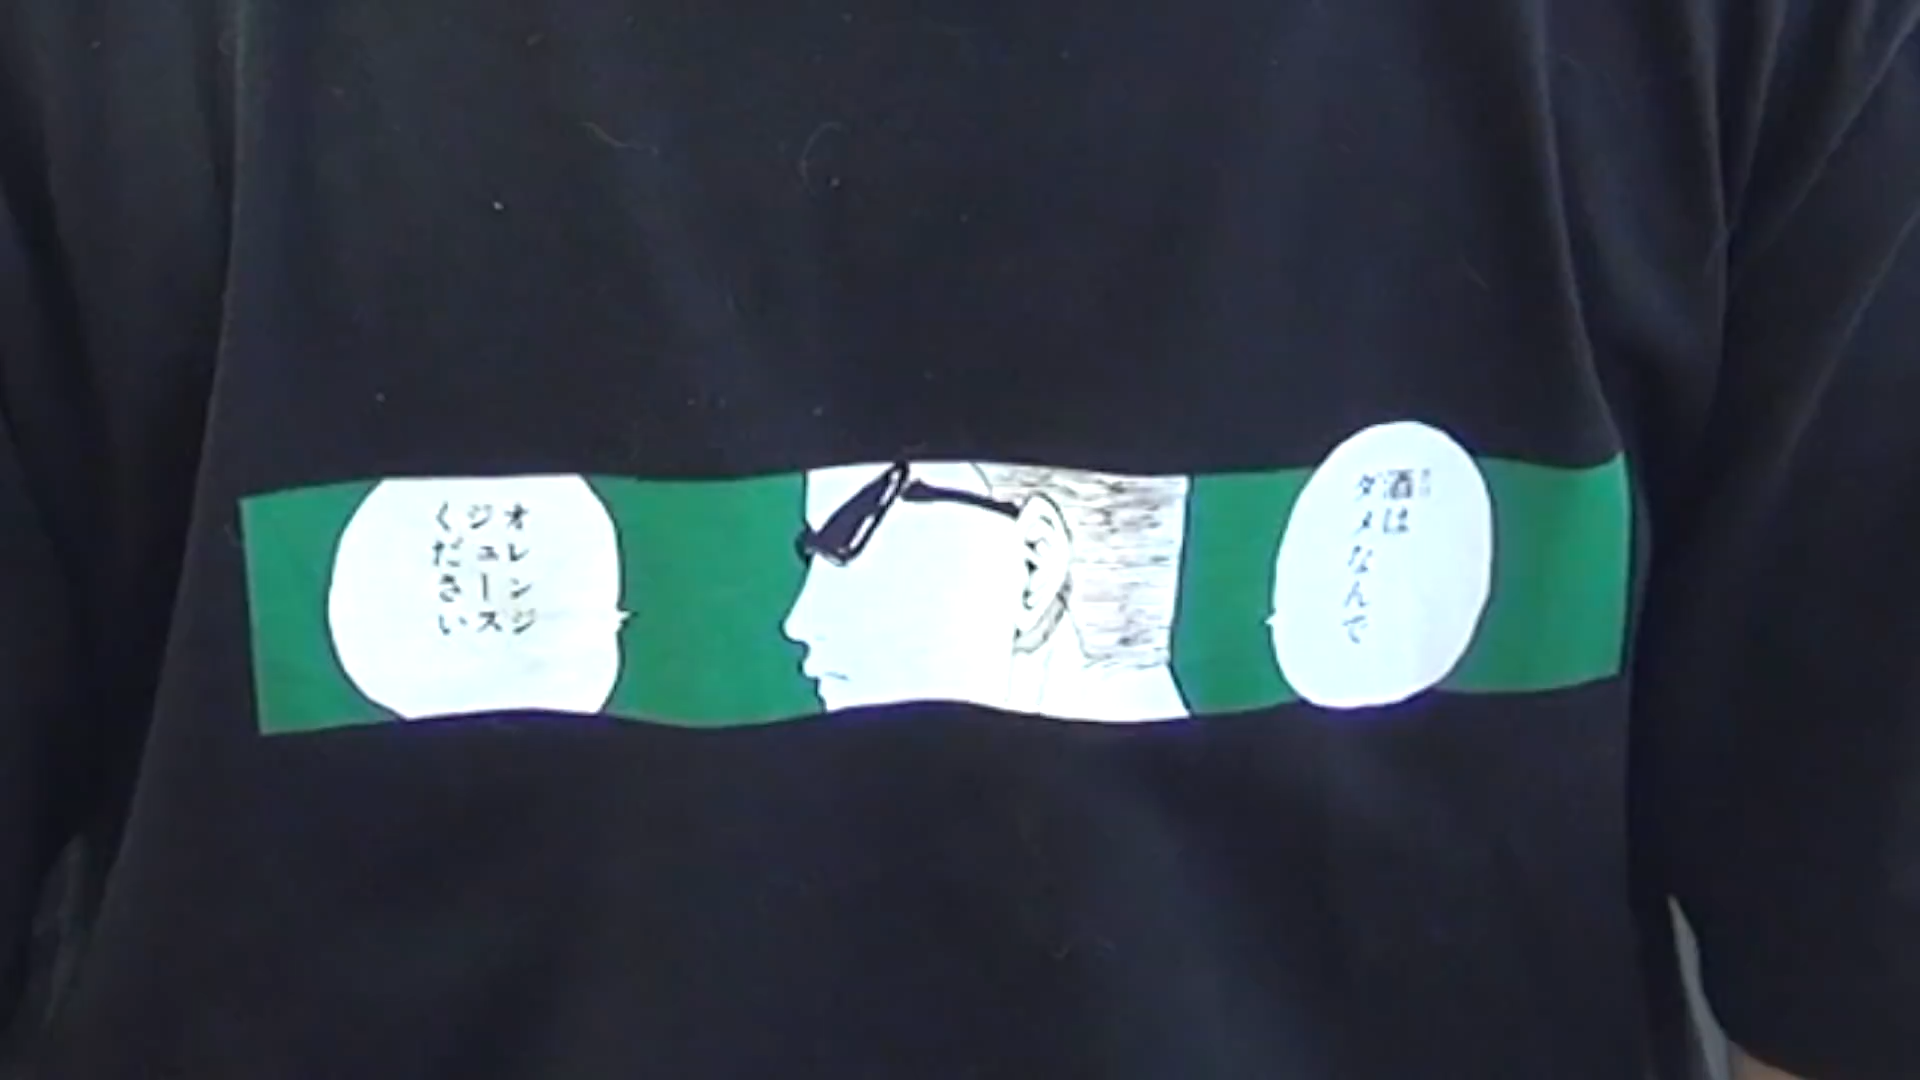 酒は
ダメなんで
オレンジ
ジュース
ください